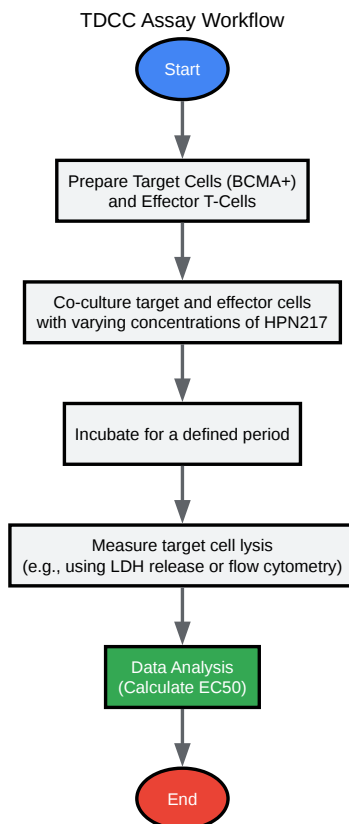 TDCC Assay Workflow
Start
Prepare Target Cells (BCMA+)
and Effector T-Cells
Co-culture target and effector cells
with varying concentrations of HPN217
Incubate for a defined period
Measure target cell lysis
(e.g., using LDH release or flow cytometry)
Data Analysis
(Calculate EC50)
End